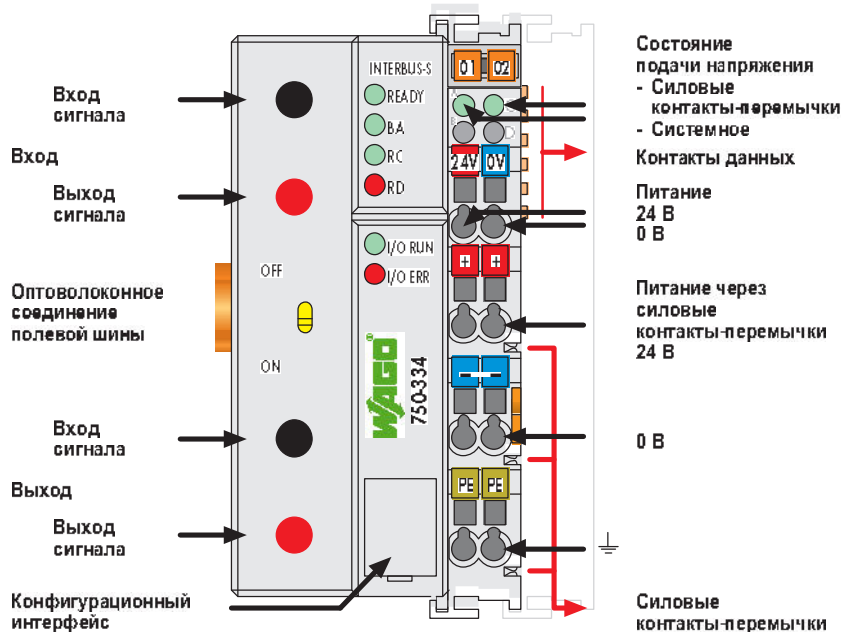 Вход
сигнала
Вход
Выход
сигнала
Оптоволоконное
соединение
полевой шины
Вход
сигнала
Выход
Выход
сигнала
Конфигурационный
интерфейс
OFF
ON
INTERBUS-S
READY
BA
RC
RD
I/O RUN
I/O ERR
WAGO
750-334
01 02
A C
B D
24V 0V
+ +
— —
PE PE
Состояние
подачи напряжения
- Силовые
контакты-перемычки
- Системное
Контакты данных
Питание
24 В
0 В
Питание через
силовые
контакты-перемычки
24 В
0 В
Силовые
контакты-перемычки